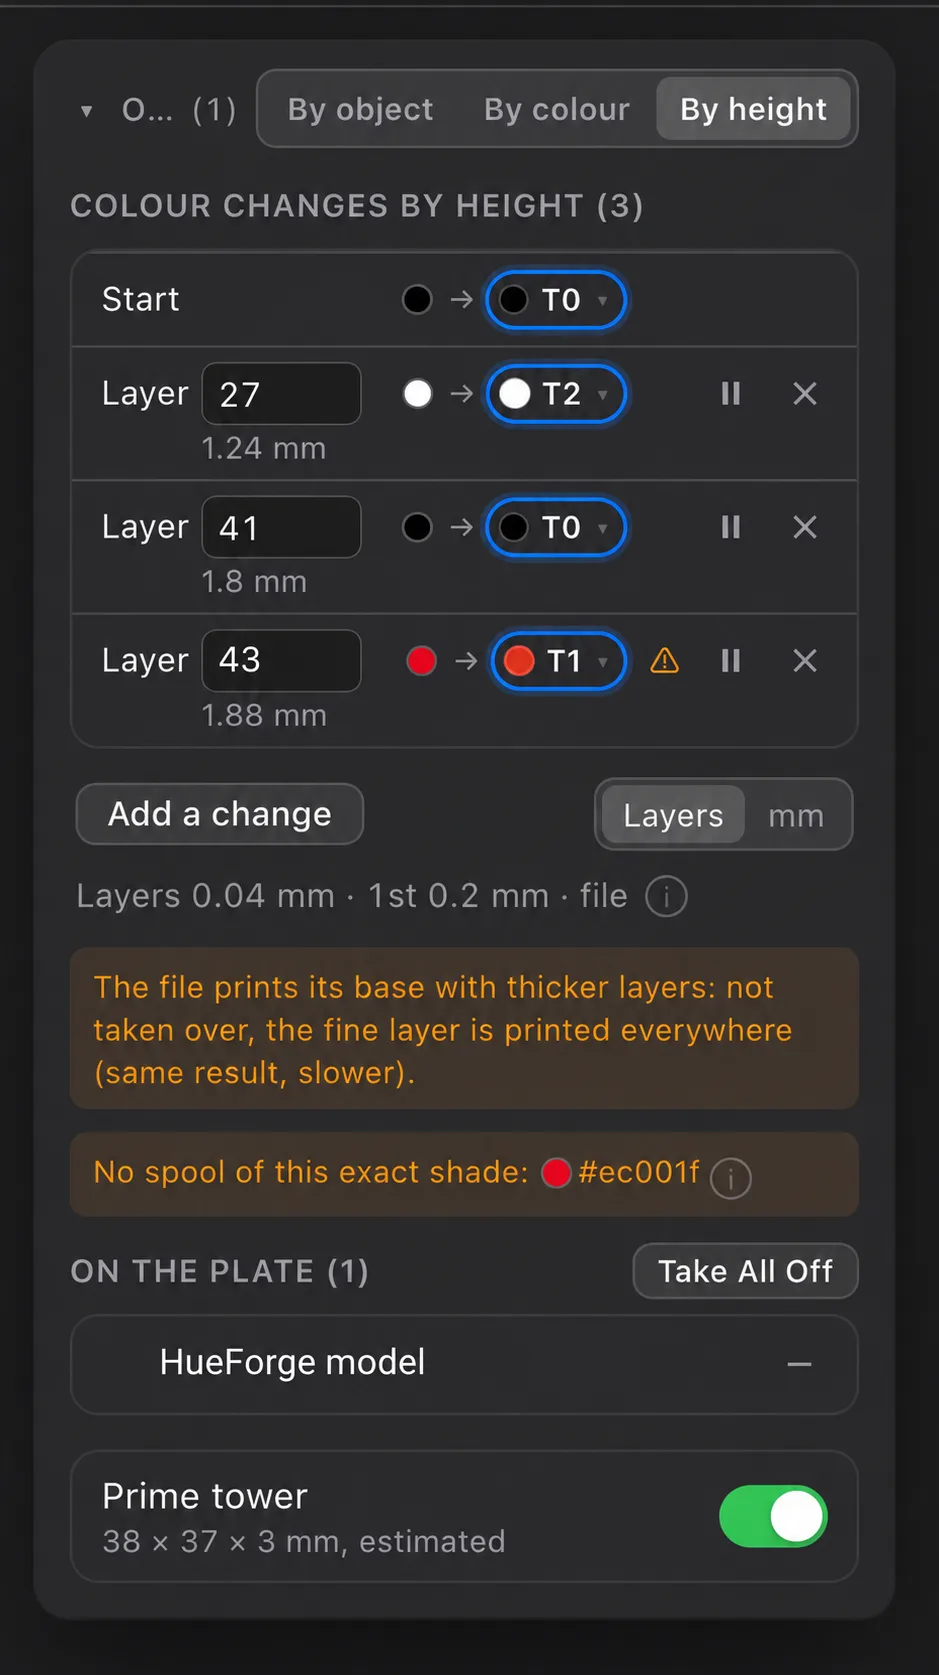 O... (1) By object By colour By height
COLOUR CHANGES BY HEIGHT (3)
Start → T0
Layer 27 → T2
1.24 mm
Layer 41 → T0
1.8 mm
Layer 43 → T1
1.88 mm
Add a change Layers mm
Layers 0.04 mm · 1st 0.2 mm · file
The file prints its base with thicker layers: not
taken over, the fine layer is printed everywhere
(same result, slower).
No spool of this exact shade: #ec001f
ON THE PLATE (1) Take All Off
HueForge model
Prime tower
38 × 37 × 3 mm, estimated